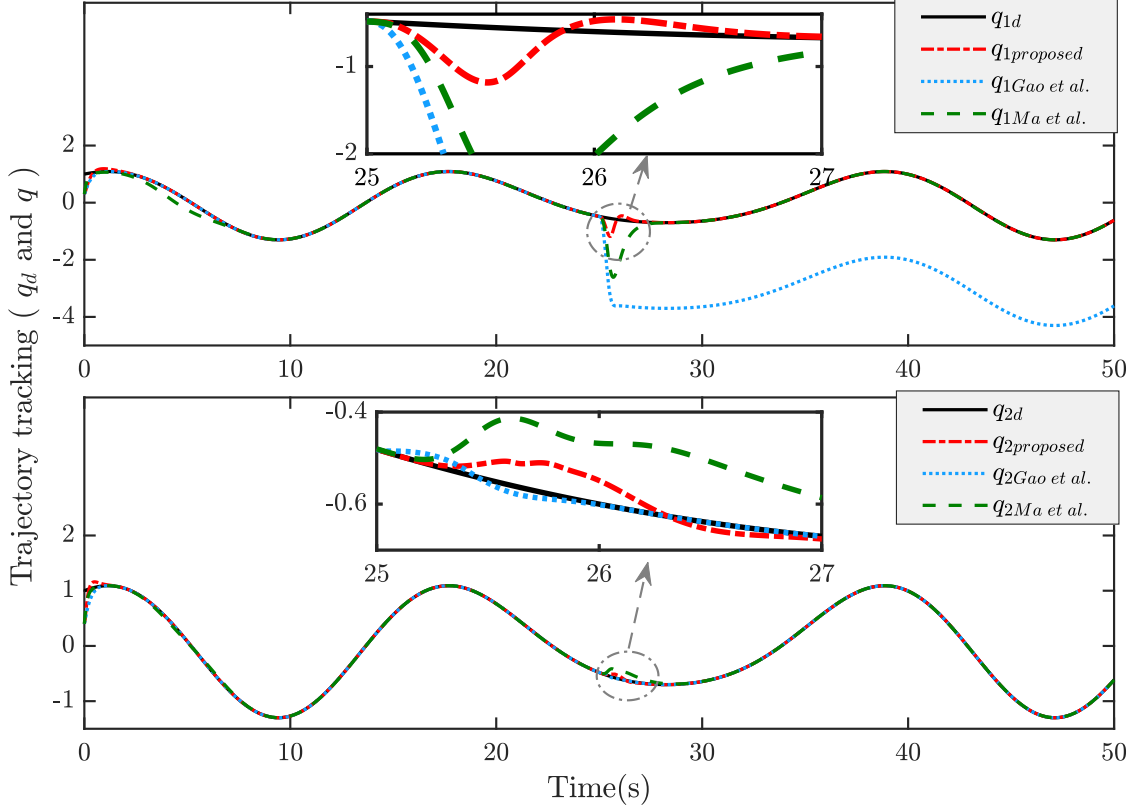 q1d
q1proposed
q1Gao et al.
q1Ma et al.
-1
-2
25 26 27
2
0
-2
-4
0 10 20 30 40 50
Trajectory tracking ( qd and q )
q2d
q2proposed
q2Gao et al.
q2Ma et al.
-0.4
-0.6
25 26 27
2
1
0
-1
0 10 20 30 40 50
Time(s)